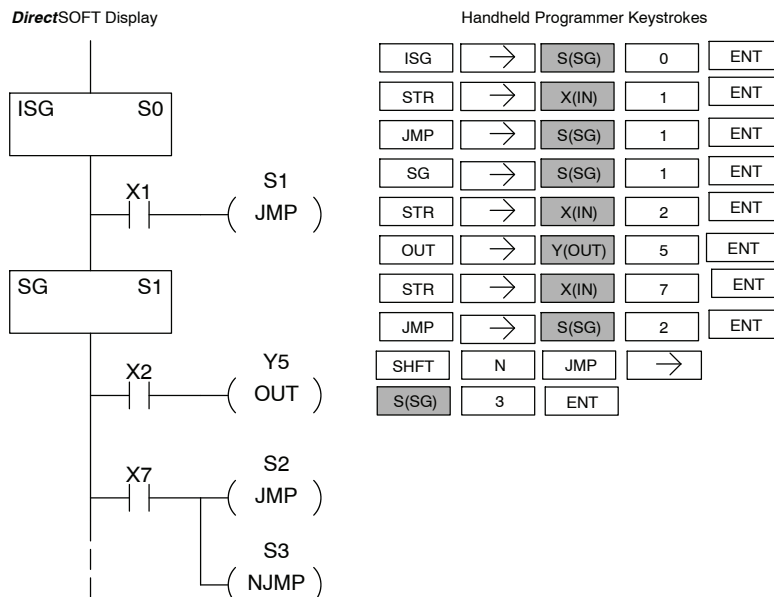 DirectSOFT Display
ISG S0
X1
S1
JMP
SG S1
X2
Y5
OUT
X7
S2
JMP
S3
NJMP
Handheld Programmer Keystrokes
ISG → S(SG) 0 ENT
STR → X(IN) 1 ENT
JMP → S(SG) 1 ENT
SG → S(SG) 1 ENT
STR → X(IN) 2 ENT
OUT → Y(OUT) 5 ENT
STR → X(IN) 7 ENT
JMP → S(SG) 2 ENT
SHFT N JMP →
S(SG) 3 ENT